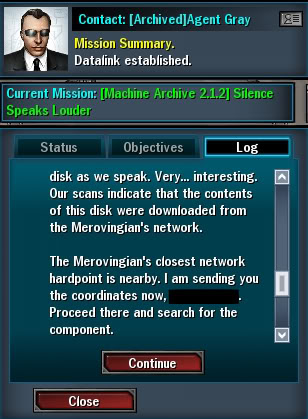 Contact: [Archived]Agent Gray
Mission Summary.
Datalink established.
Current Mission: [Machine Archive 2.1.2] Silence
Speaks Louder
Status Objectives Log
disk as we speak. Very... interesting.
Our scans indicate that the contents
of this disk were downloaded from
the Merovingian's network.
The Merovingian's closest network
hardpoint is nearby. I am sending you
the coordinates now, .
Proceed there and search for the
component.
Continue
Close